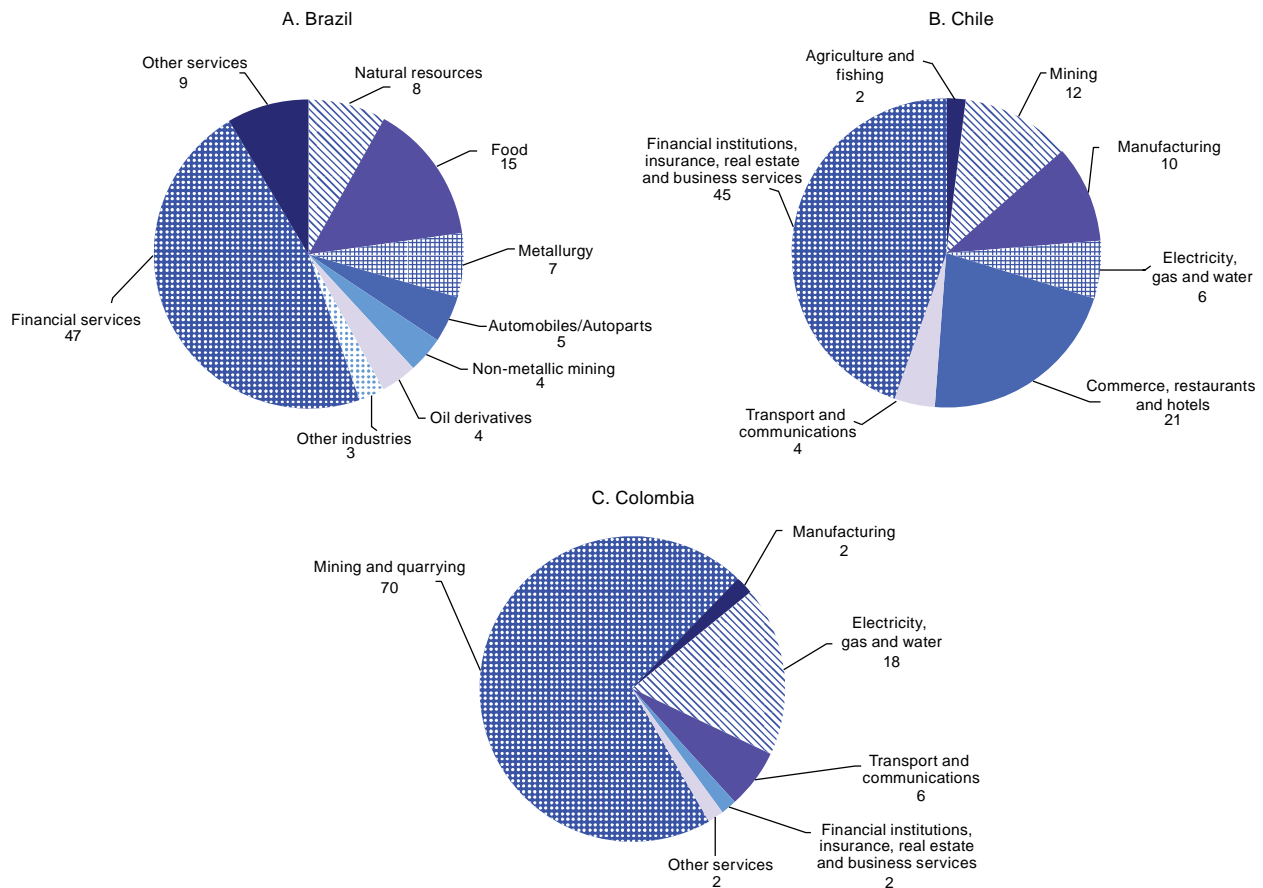 A. Brazil
Other services
9
Natural resources
8
Food
15
Metallurgy
7
Automobiles/Autoparts
5
Non-metallic mining
4
Oil derivatives
4
Other industries
3
Financial services
47
B. Chile
Agriculture and
fishing
2
Mining
12
Manufacturing
10
Electricity,
gas and water
6
Commerce, restaurants
and hotels
21
Transport and
communications
4
Financial institutions,
insurance, real estate
and business services
45
C. Colombia
Manufacturing
2
Electricity,
gas and water
18
Transport and
communications
6
Financial institutions,
insurance, real estate
and business services
2
Other services
2
Mining and quarrying
70